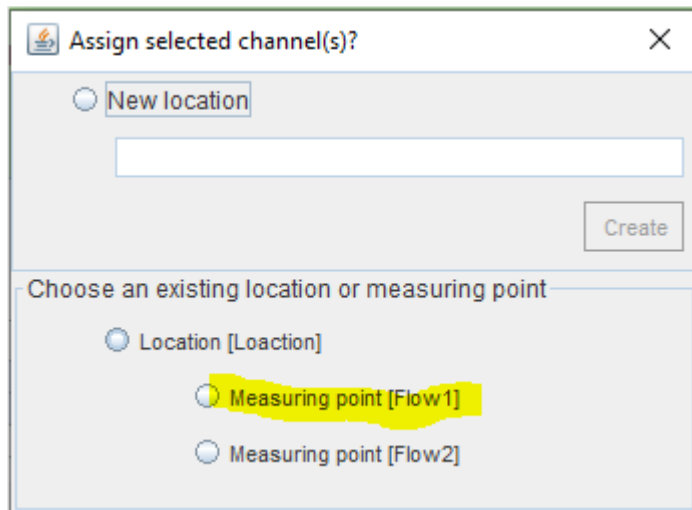 Assign selected channel(s)?
New location
Create
Choose an existing location or measuring point
Location [Loaction]
Measuring point [Flow1]
Measuring point [Flow2]